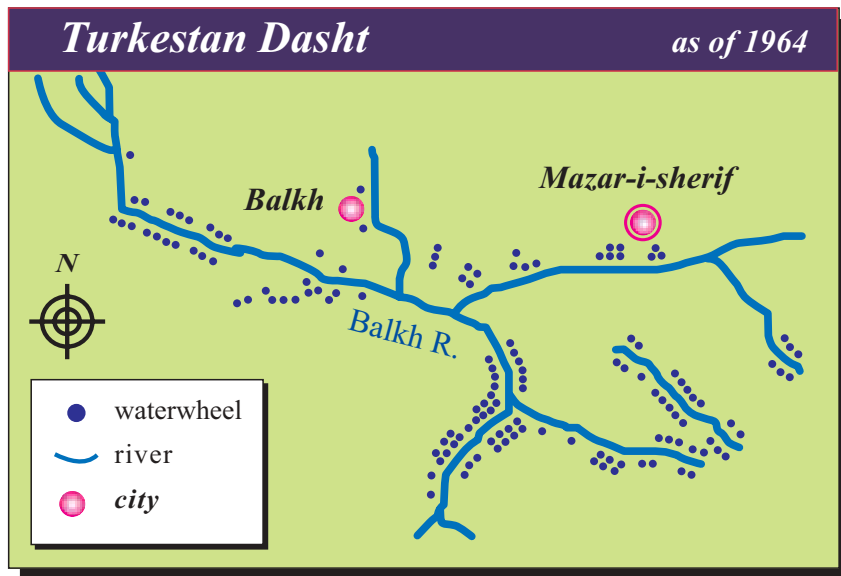 Turkestan Dasht
as of 1964
Mazar-i-sherif
Balkh
N
Balkh R.
waterwheel
river
city